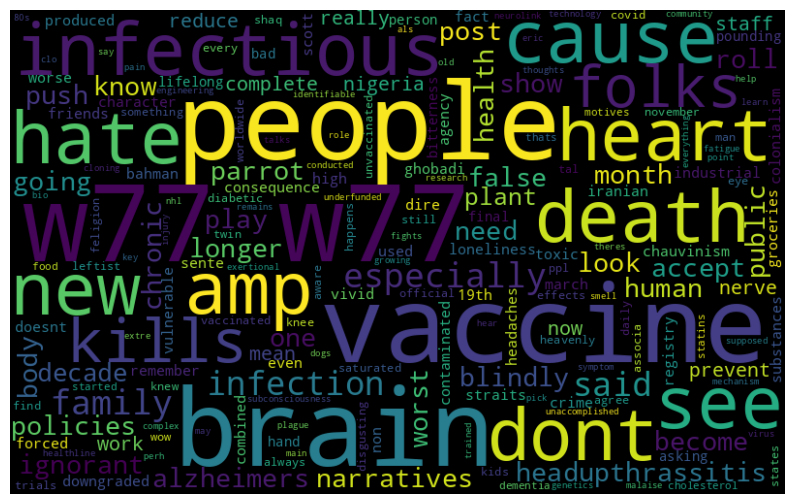 80s produced reduce shaq really person fact covid technology community
neurolink als eric
infectious scott post cause staff
clo say every bad thoughts pounding
worse know lifelong complete nigeria health show folks roll
push character agency bitterness unvaccinated
friends something pain engineering identifiable old help learn
hate people heart
role worldwide thats motives november man
going bahman parrot ghobadi false month tal industrial colonialism everything
cloning talks conducted research fatigue point
consequence high dire plant iranian eye
w77 w77 death public groceries
feligion bio nhl diabetic underfunded
chronic play longer remains injury still final need look
food twin happens fights loneliness toxic chauvinism
leftist sente used especially accept theres
key exertional aware vivid march ppl human nerve
new amp official growing 19th effects smell
doesnt vulnerable vaccinated knee vaccine daily statins
extre headaches now associa registry substances
body kills mean one even dogs hear supposed
decade remember saturated contaminated prevent
started knew infection blindly said mechanism
find family complex subconsciousness worst straits crime agree symptom pick see
policies brain dont
forced work wow combined hand plague disgusting non unaccomplished become
may main always trained asking virus states
ignorant healthline perh alzheimers narratives headupthrassitis
trials downgraded kids dementia genetics malaise cholesterol